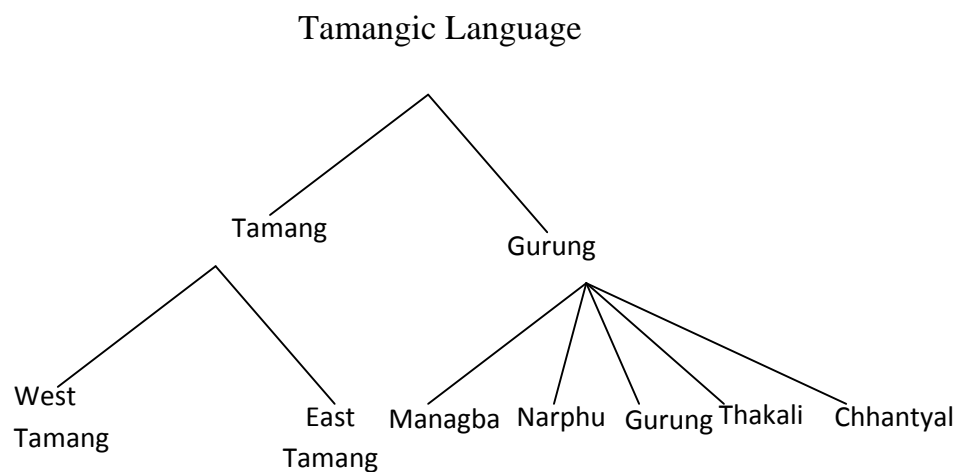 Tamangic Language
Tamang
Gurung
West
Tamang
East
Tamang
Managba
Narphu
Gurung
Thakali
Chhantyal